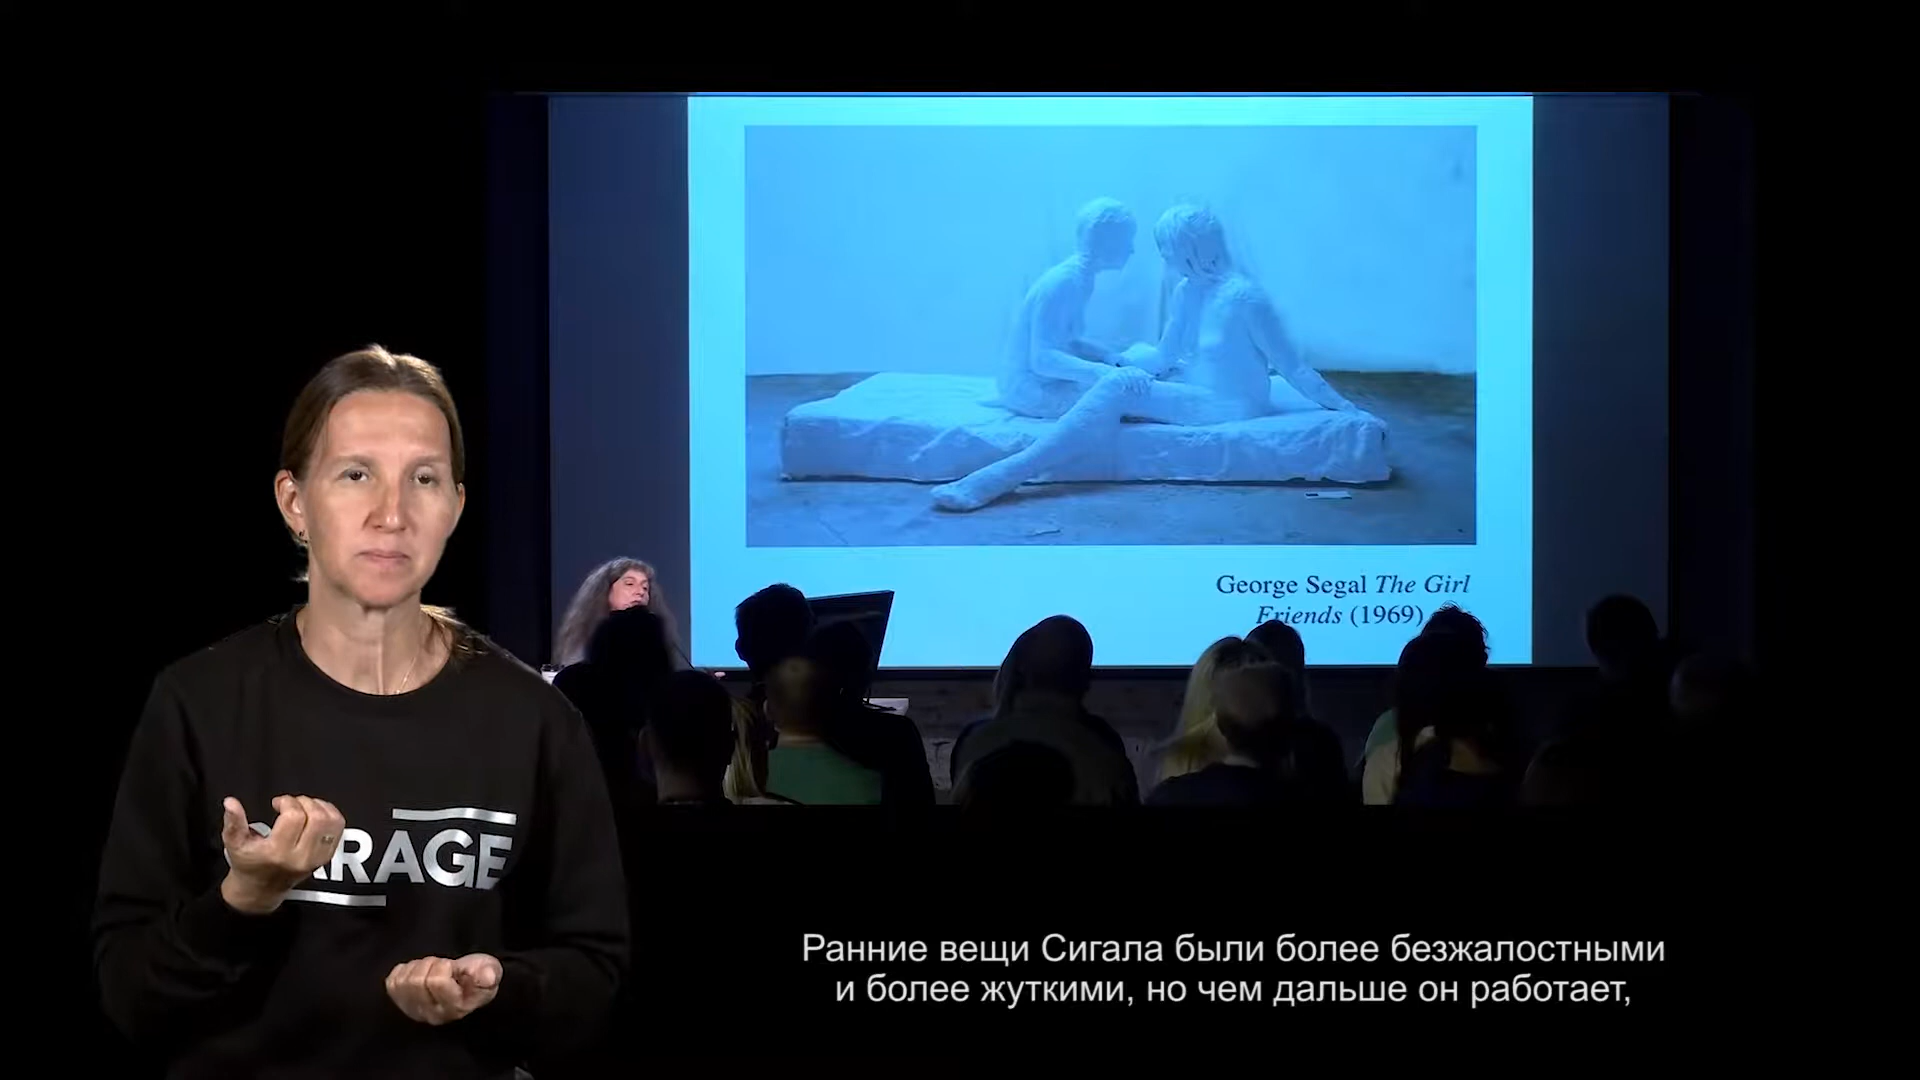 George Segal The Girl
Friends (1969)
GARAGE
Ранние вещи Сигала были более безжалостными
и более жуткими, но чем дальше он работает,